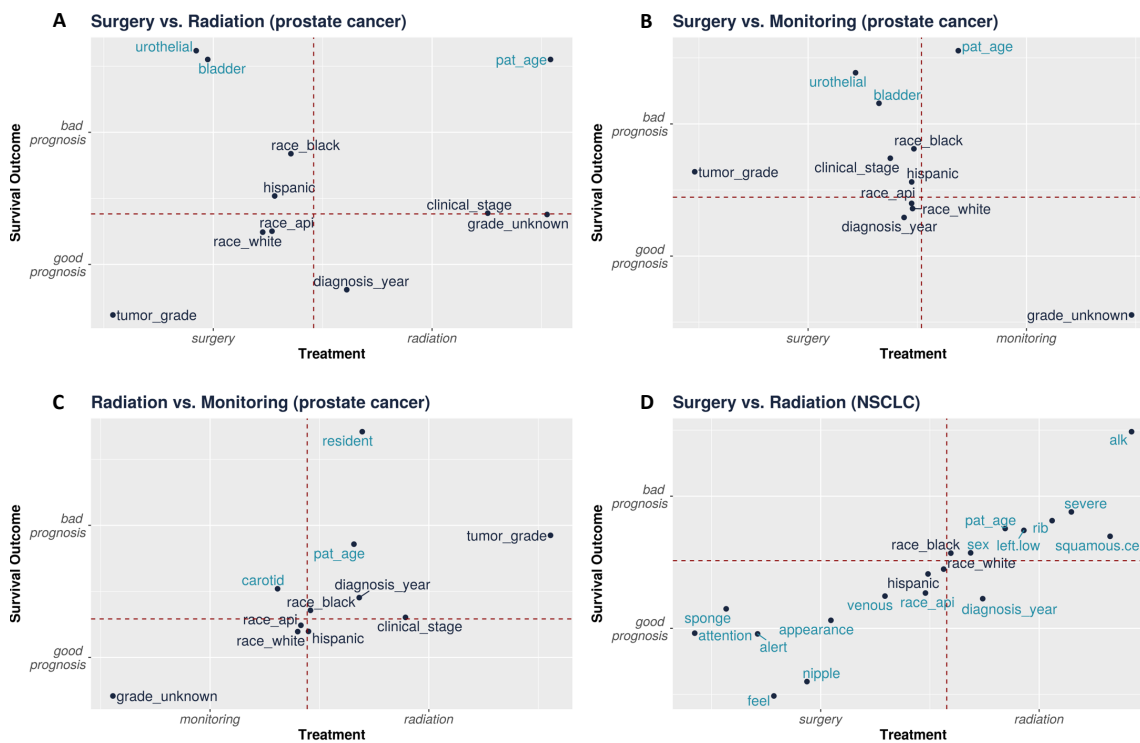 A
Surgery vs. Radiation (prostate cancer)
Survival Outcome
bad
prognosis
good
prognosis
urothelial
bladder
pat_age
race_black
hispanic
clinical_stage
race_api
grade_unknown
race_white
diagnosis_year
tumor_grade
surgery
radiation
Treatment
B
Surgery vs. Monitoring (prostate cancer)
Survival Outcome
bad
prognosis
good
prognosis
pat_age
urothelial
bladder
race_black
clinical_stage
tumor_grade
hispanic
race_api
race_white
diagnosis_year
grade_unknown
surgery
monitoring
Treatment
C
Radiation vs. Monitoring (prostate cancer)
Survival Outcome
bad
prognosis
good
prognosis
resident
tumor_grade
pat_age
carotid
diagnosis_year
race_black
race_api
clinical_stage
race_white
hispanic
grade_unknown
monitoring
radiation
Treatment
D
Surgery vs. Radiation (NSCLC)
Survival Outcome
bad
prognosis
good
prognosis
alk
severe
pat_age
rib
race_black
sex
left.low
squamous.ce
race_white
hispanic
venous
race_api
diagnosis_year
sponge
appearance
attention
alert
nipple
feel
surgery
radiation
Treatment